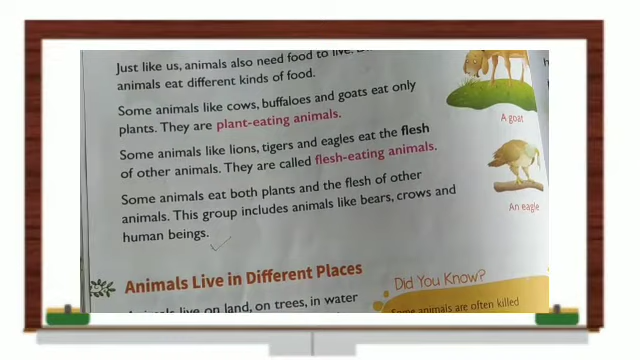 Just like us, animals also need food to live.
animals eat different kinds of food.
Some animals like cows, buffaloes and goats eat only
plants. They are plant-eating animals.
Some animals like lions, tigers and eagles eat the flesh
of other animals. They are called flesh-eating animals.
Some animals eat both plants and the flesh of other
animals. This group includes animals like bears, crows and
human beings.
A goat
An eagle
Animals Live in Different Places
live on land, on trees, in water
Did You Know?
Some animals are often killed